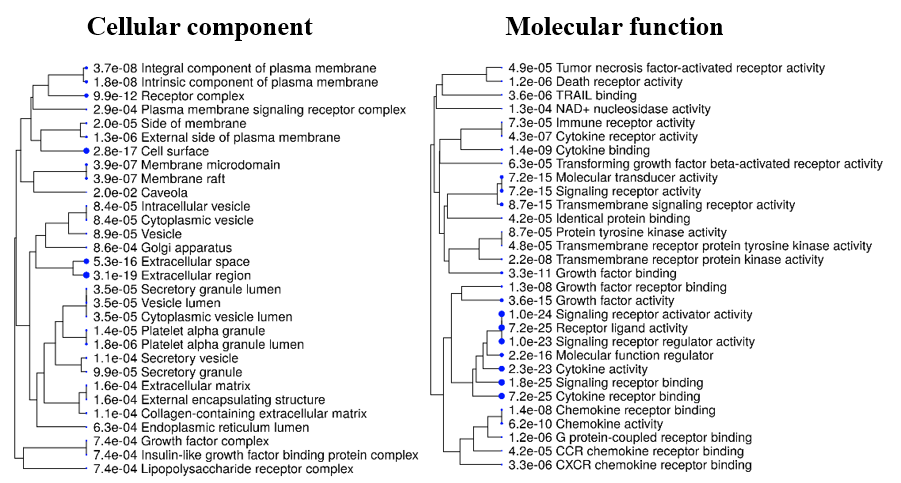 Cellular component
3.7e-08 Integral component of plasma membrane
1.8e-08 Intrinsic component of plasma membrane
9.9e-12 Receptor complex
2.9e-04 Plasma membrane signaling receptor complex
2.0e-05 Side of membrane
1.3e-06 External side of plasma membrane
2.8e-17 Cell surface
3.9e-07 Membrane microdomain
3.9e-07 Membrane raft
2.0e-02 Caveola
8.4e-05 Intracellular vesicle
8.4e-05 Cytoplasmic vesicle
8.9e-05 Vesicle
8.6e-04 Golgi apparatus
5.3e-16 Extracellular space
3.1e-19 Extracellular region
3.5e-05 Secretory granule lumen
3.5e-05 Vesicle lumen
3.5e-05 Cytoplasmic vesicle lumen
1.4e-05 Platelet alpha granule
1.8e-06 Platelet alpha granule lumen
1.1e-04 Secretory vesicle
9.9e-05 Secretory granule
1.6e-04 Extracellular matrix
1.6e-04 External encapsulating structure
1.1e-04 Collagen-containing extracellular matrix
6.3e-04 Endoplasmic reticulum lumen
7.4e-04 Growth factor complex
7.4e-04 Insulin-like growth factor binding protein complex
7.4e-04 Lipopolysaccharide receptor complex
Molecular function
4.9e-05 Tumor necrosis factor-activated receptor activity
1.2e-06 Death receptor activity
3.6e-06 TRAIL binding
1.3e-04 NAD+ nucleosidase activity
7.3e-05 Immune receptor activity
4.3e-07 Cytokine receptor activity
1.4e-09 Cytokine binding
6.3e-05 Transforming growth factor beta-activated receptor activity
7.2e-15 Molecular transducer activity
7.2e-15 Signaling receptor activity
8.7e-15 Transmembrane signaling receptor activity
4.2e-05 Identical protein binding
8.7e-05 Protein tyrosine kinase activity
4.8e-05 Transmembrane receptor protein tyrosine kinase activity
2.2e-08 Transmembrane receptor protein kinase activity
3.3e-11 Growth factor binding
1.3e-08 Growth factor receptor binding
3.6e-15 Growth factor activity
1.0e-24 Signaling receptor activator activity
7.2e-25 Receptor ligand activity
1.0e-23 Signaling receptor regulator activity
2.2e-16 Molecular function regulator
2.3e-23 Cytokine activity
1.8e-25 Signaling receptor binding
7.2e-25 Cytokine receptor binding
1.4e-08 Chemokine receptor binding
6.2e-10 Chemokine activity
1.2e-06 G protein-coupled receptor binding
4.2e-05 CCR chemokine receptor binding
3.3e-06 CXCR chemokine receptor binding